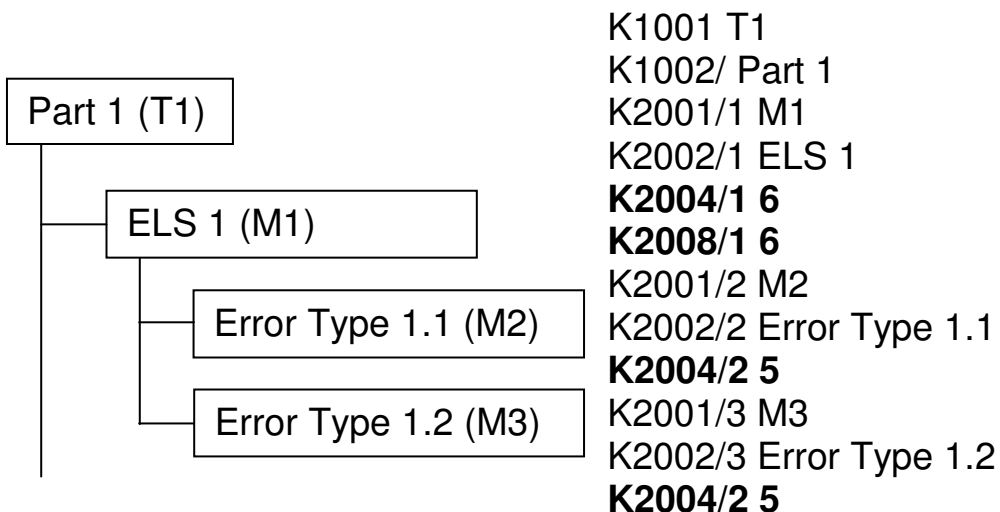 Part 1 (T1)
ELS 1 (M1)
Error Type 1.1 (M2)
Error Type 1.2 (M3)
K1001 T1
K1002/ Part 1
K2001/1 M1
K2002/1 ELS 1
K2004/1 6
K2008/1 6
K2001/2 M2
K2002/2 Error Type 1.1
K2004/2 5
K2001/3 M3
K2002/3 Error Type 1.2
K2004/2 5